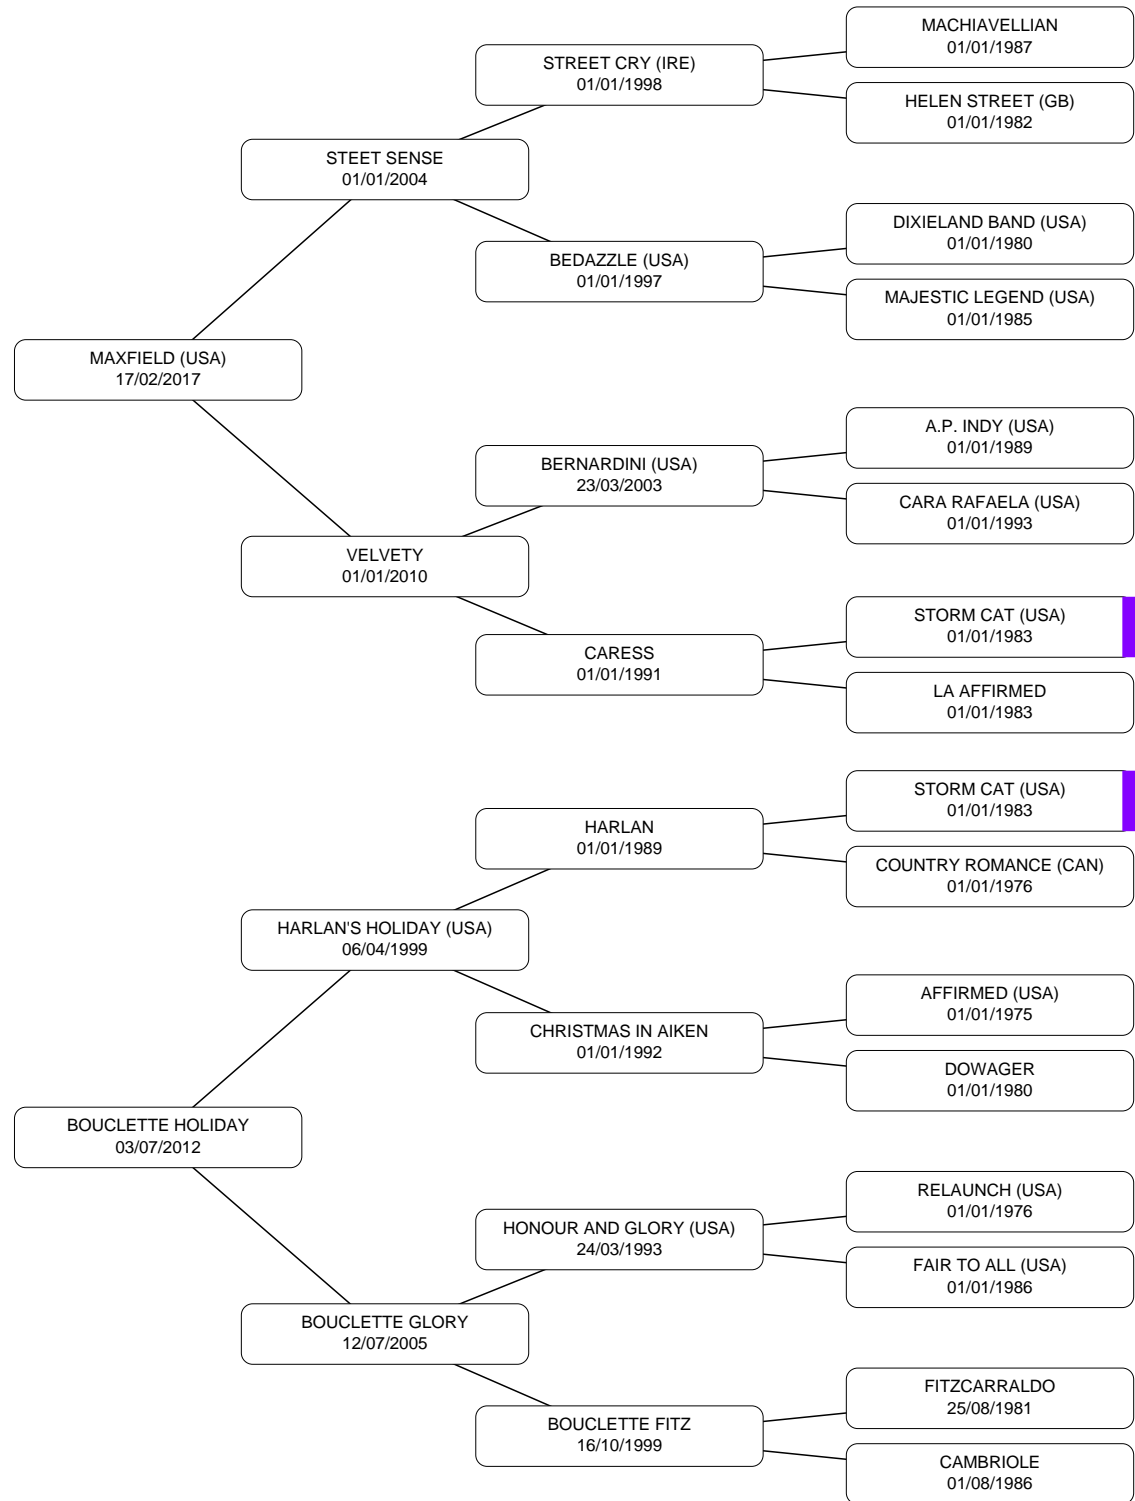 MACHIAVELLIAN
01/01/1987
STREET CRY (IRE)
01/01/1998
HELEN STREET (GB)
01/01/1982
STEET SENSE
01/01/2004
DIXIELAND BAND (USA)
01/01/1980
BEDAZZLE (USA)
01/01/1997
MAJESTIC LEGEND (USA)
01/01/1985
MAXFIELD (USA)
17/02/2017
A.P. INDY (USA)
01/01/1989
BERNARDINI (USA)
23/03/2003
CARA RAFAELA (USA)
01/01/1993
VELVETY
01/01/2010
STORM CAT (USA)
01/01/1983
CARESS
01/01/1991
LA AFFIRMED
01/01/1983
STORM CAT (USA)
01/01/1983
HARLAN
01/01/1989
COUNTRY ROMANCE (CAN)
01/01/1976
HARLAN'S HOLIDAY (USA)
06/04/1999
AFFIRMED (USA)
01/01/1975
CHRISTMAS IN AIKEN
01/01/1992
DOWAGER
01/01/1980
BOUCLETTE HOLIDAY
03/07/2012
RELAUNCH (USA)
01/01/1976
HONOUR AND GLORY (USA)
24/03/1993
FAIR TO ALL (USA)
01/01/1986
BOUCLETTE GLORY
12/07/2005
FITZCARRALDO
25/08/1981
BOUCLETTE FITZ
16/10/1999
CAMBRIOLE
01/08/1986